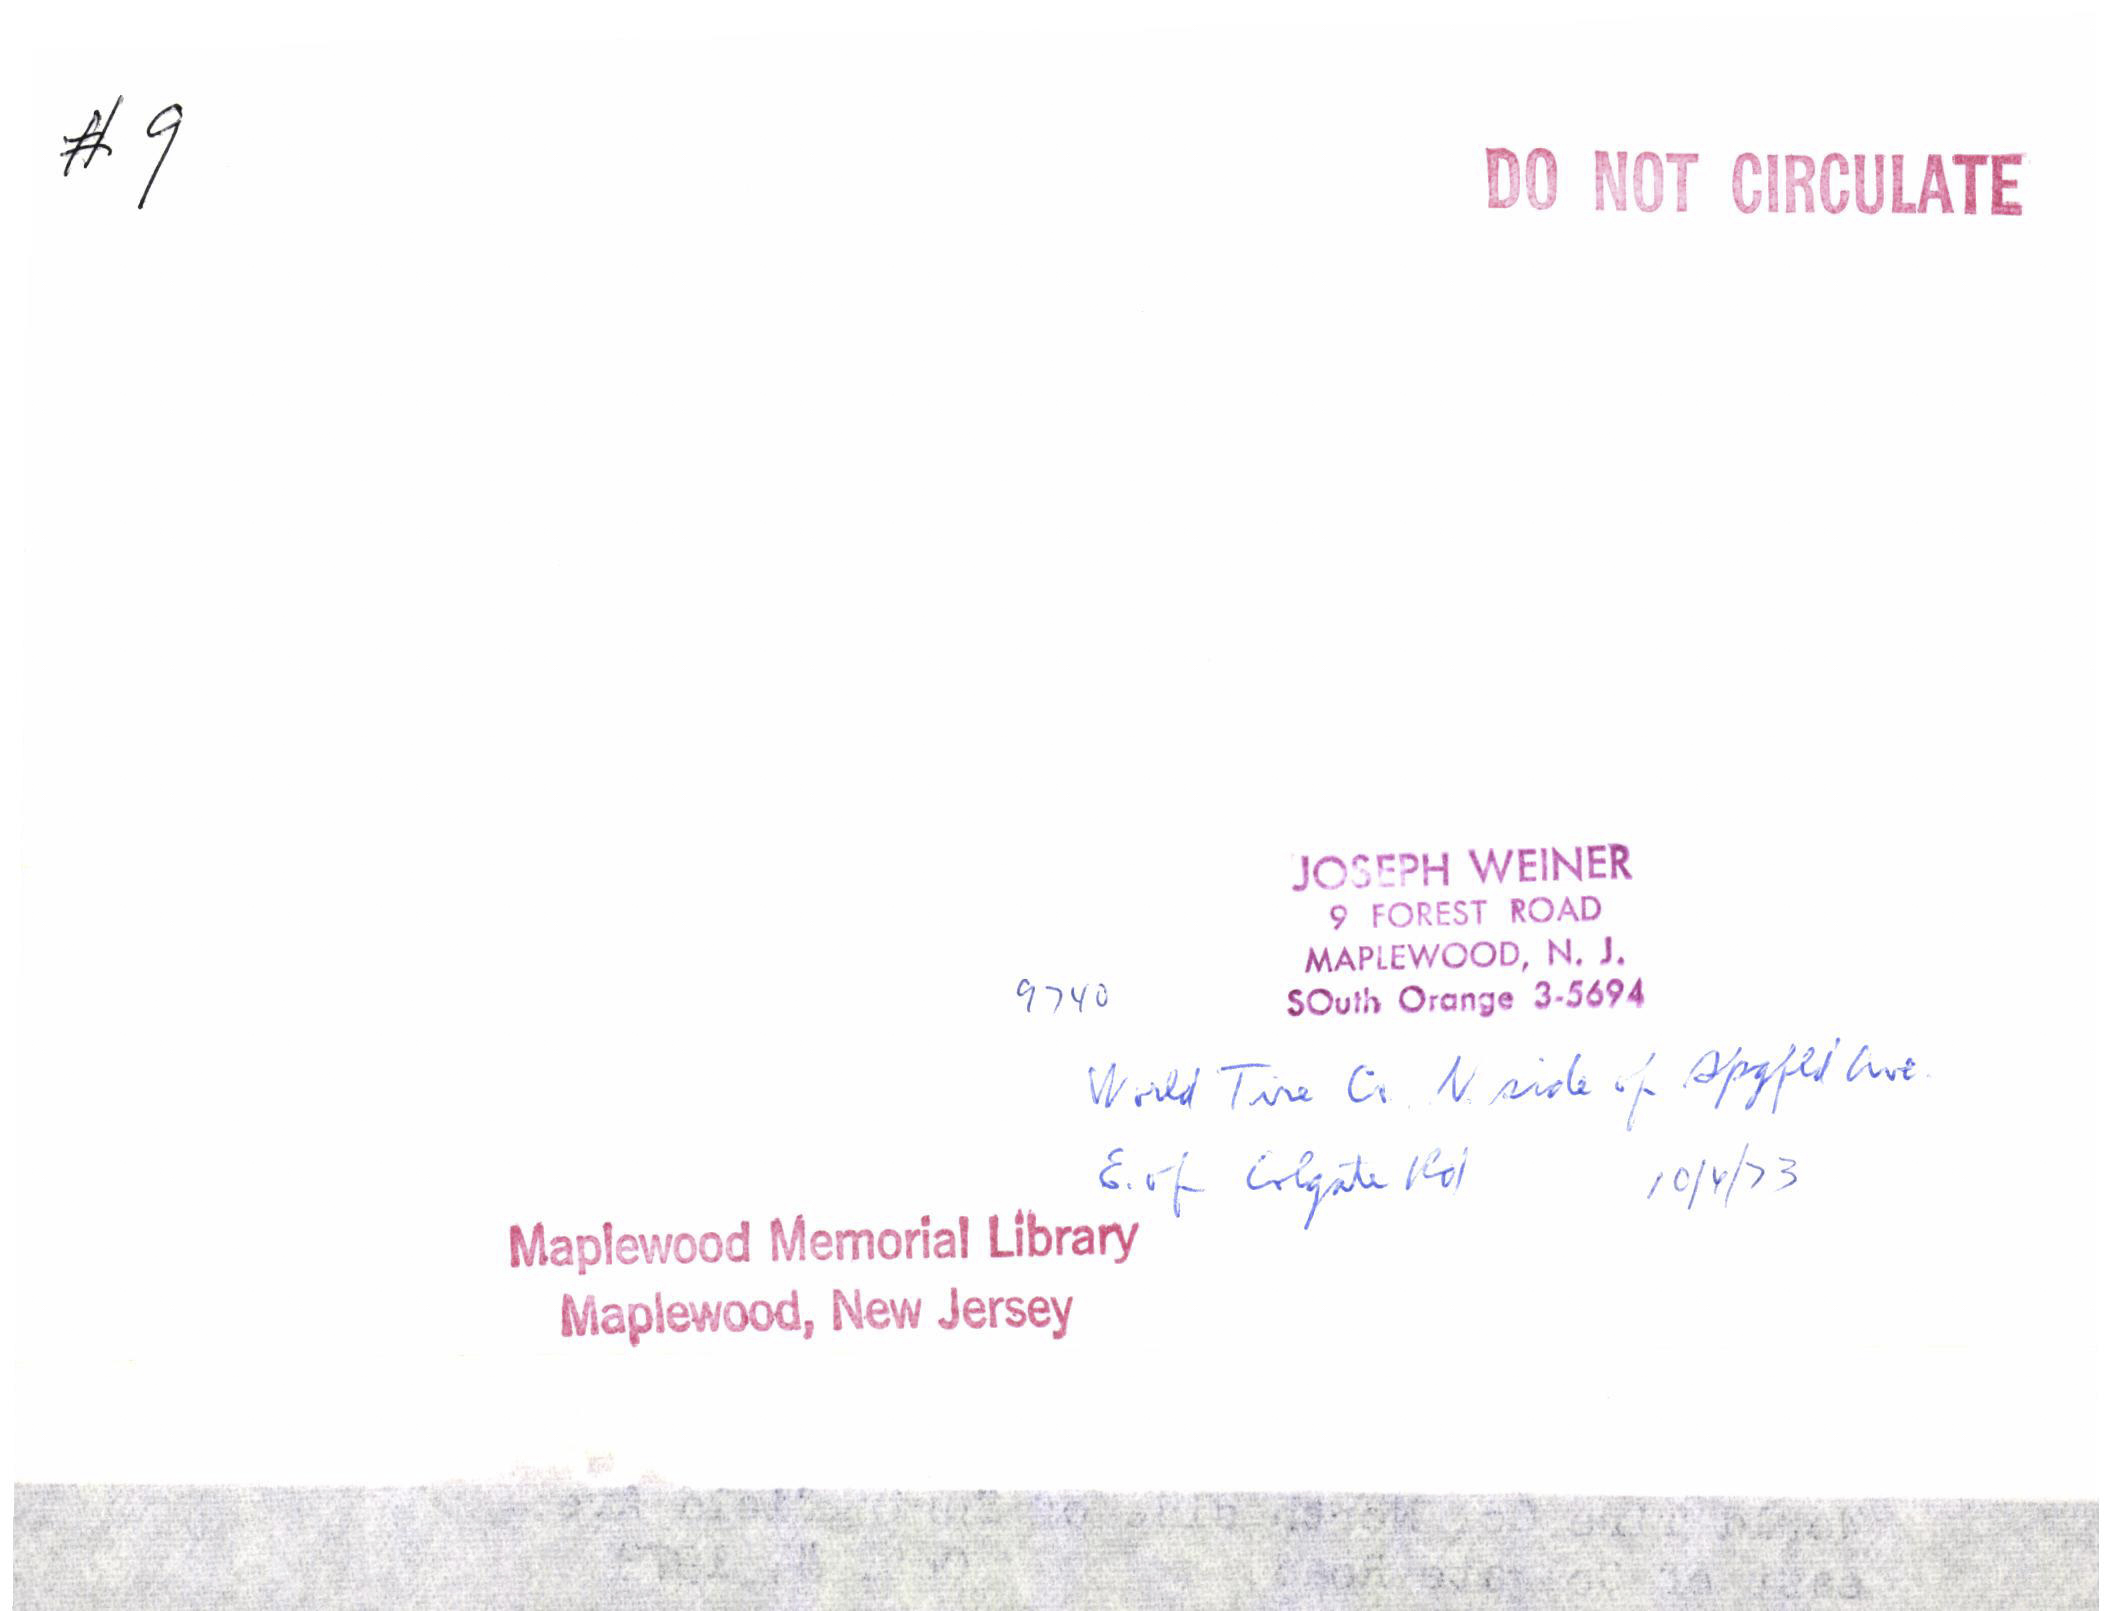 #9
DO NOT CIRCULATE
JOSEPH WEINER
9 FOREST ROAD
MAPLEWOOD, N. J.
SOuth Orange 3-5694
9740
World Tire Co. N. side of Spgfld Ave.
E. of Colgate Rd 10/4/73
Maplewood Memorial Library
Maplewood, New Jersey